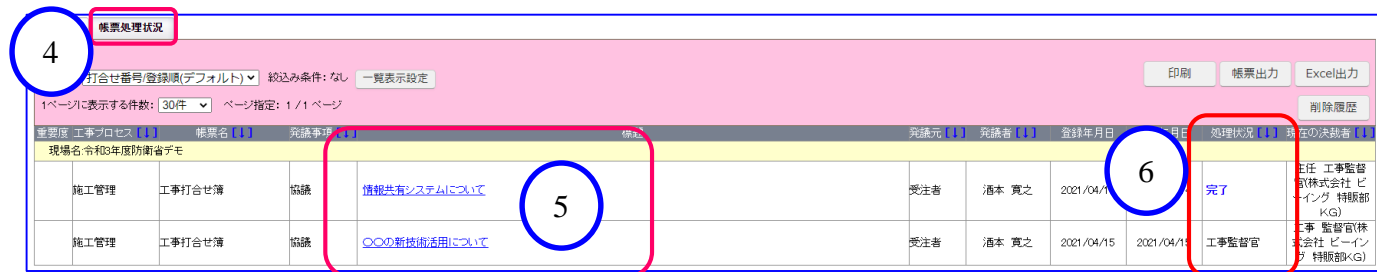 4
帳票処理状況
打合せ番号/登録順(デフォルト) 絞込み条件: なし 一覧表示設定
印刷 帳票出力 Excel出力
1ページに表示する件数: 30件 ページ指定: 1 / 1 ページ
削除履歴
重要度 工事プロセス【↓】 帳票名【↓】 発議事項【↓】 標題 発議元【↓】 発議者【↓】 登録年月日 月日 処理状況【↓】 現在の決裁者【↓】
現場名:令和3年度防衛省デモ
施工管理 工事打合せ簿 協議 情報共有システムについて 受注者 酒本 寛之 2021/04/1 完了 主任 工事監督
官(株式会社 ビ
ーイング 特販部
KG)
施工管理 工事打合せ簿 協議 〇〇の新技術活用について 受注者 酒本 寛之 2021/04/15 2021/04/15 工事監督官 工事 監督官(株
式会社 ビーイン
グ 特販部KG)
5
6